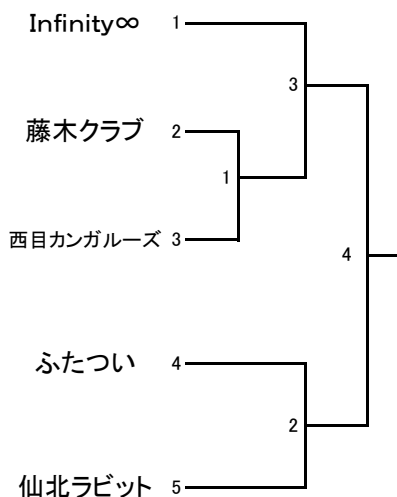 Infinity∞ 1
3
藤木クラブ 2
1
西目カンガルーズ 3
4
ふたつい 4
2
仙北ラビット 5